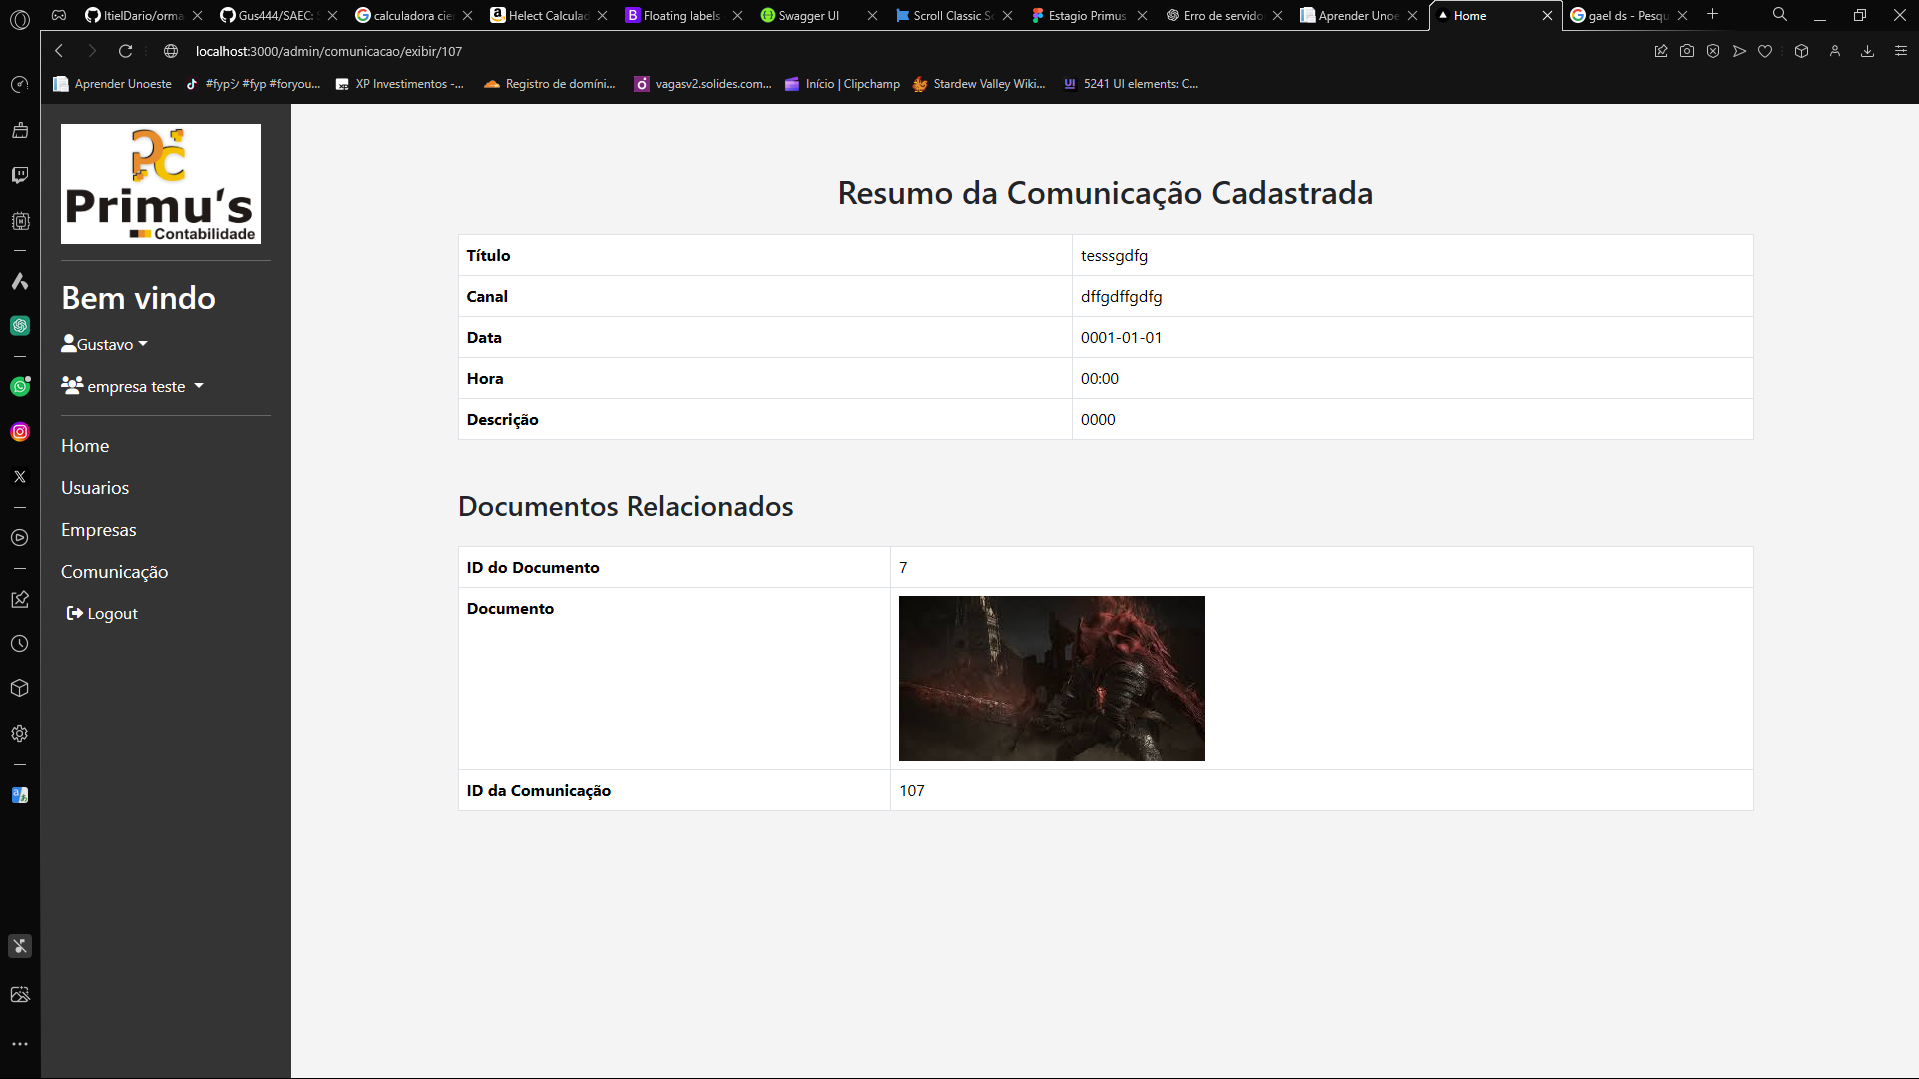 ItielDario/orma
Gus444/SAEC:
calculadora cie
Helect Calculad
Floating labels
Swagger UI
Scroll Classic S
Estagio Primus
Erro de servido
Aprender Unoe
Home
gael ds - Pesqu
localhost:3000/admin/comunicacao/exibir/107
Aprender Unoeste
#fypシ #fyp #foryou...
XP Investimentos -...
Registro de domíni...
vagasv2.solides.com...
Início | Clipchamp
Stardew Valley Wiki...
5241 UI elements: C...
Primu's
Contabilidade
Bem vindo
Gustavo
empresa teste
Home
Usuarios
Empresas
Comunicação
Logout
Resumo da Comunicação Cadastrada
Título tesssgdfg
Canal dffgdffgdfg
Data 0001-01-01
Hora 00:00
Descrição 0000
Documentos Relacionados
ID do Documento 7
Documento
ID da Comunicação 107